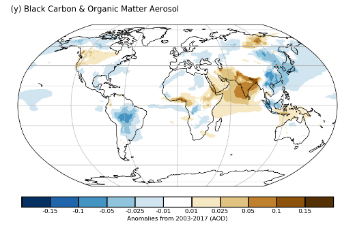 (y) Black Carbon & Organic Matter Aerosol
-0.15 -0.1 -0.05 -0.025 -0.01 0.01 0.025 0.05 0.1 0.15
Anomalies from 2003-2017 (AOD)